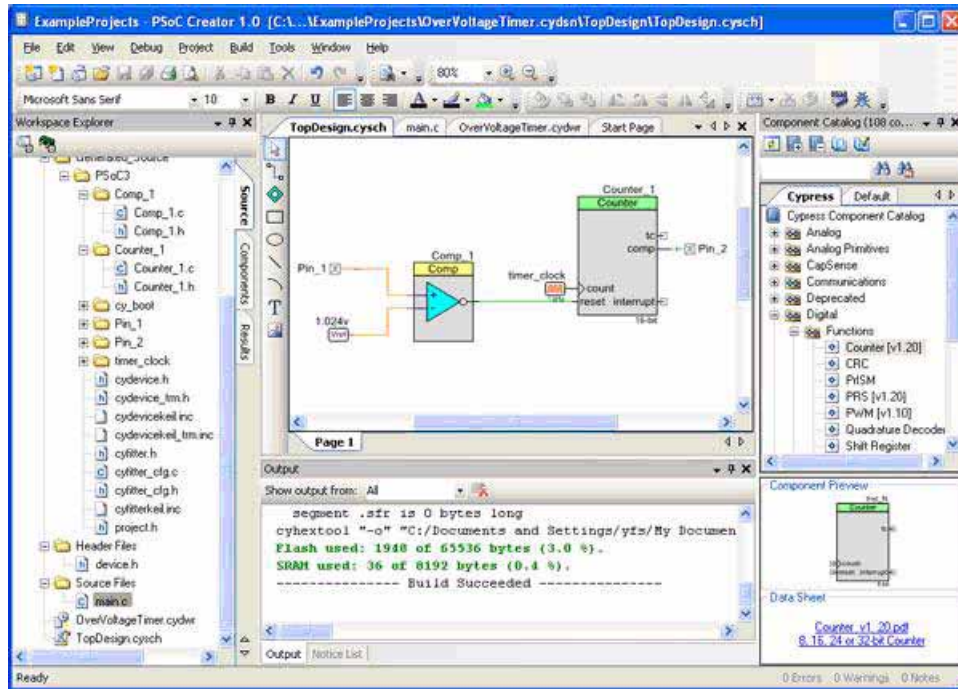 ExampleProjects - PSoC Creator 1.0 [C:\...\ExampleProjects\OverVoltageTimer.cydsn\TopDesign\TopDesign.cysch]
File Edit View Debug Project Build Tools Window Help
80%
Microsoft Sans Serif 10 B I U A
Workspace Explorer
Generated_Source
PSoC3
Comp_1
Comp_1.c
Comp_1.h
Counter_1
Counter_1.c
Counter_1.h
cy_boot
Pin_1
Pin_2
timer_clock
cydevice.h
cydevice_trm.h
cydevicekeil.inc
cydevicekeil_trm.inc
cyfitter.h
cyfitter_cfg.c
cyfitter_cfg.h
cyfitterkeil.inc
project.h
Header Files
device.h
Source Files
main.c
OverVoltageTimer.cydwr
TopDesign.cysch
Source
Components
Results
TopDesign.cysch main.c OverVoltageTimer.cydwr Start Page
T
Counter_1
Counter
tc
comp
Pin_2
Comp_1
Comp
Pin_1
timer_clock
count
reset interrupt
16-bit
1.024v
Vref
Page 1
Output
Show output from: All
segment .sfr is 0 bytes long
cyhextool "-o" "C:/Documents and Settings/yfs/My Documen
Flash used: 1940 of 65536 bytes (3.0 %).
SRAM used: 36 of 8192 bytes (0.4 %).
--------------- Build Succeeded ---------------
Output Notice List
Component Catalog (108 co...
Cypress Default
Cypress Component Catalog
Analog
Analog Primitives
CapSense
Communications
Deprecated
Digital
Functions
Counter [v1.20]
CRC
PrISM
PRS [v1.20]
PWM [v1.10]
Quadrature Decoder
Shift Register
Component Preview
Counter
Data Sheet
Counter_v1_20.pdf
8, 16, 24 or 32-bit Counter
Ready
0 Errors 0 Warnings 0 Notes